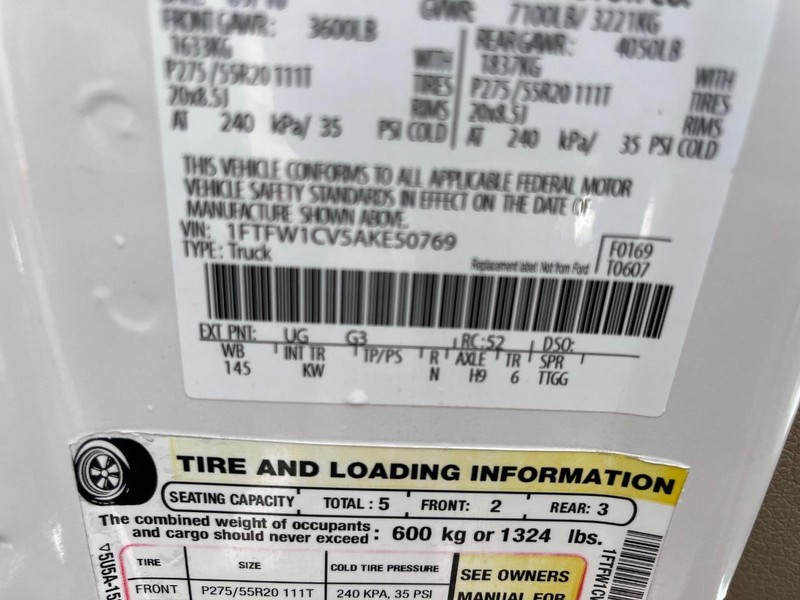 FRONT GAWR: 3600LB GVWR: 7100LB/ 3221KG
1633KG WITH REAR GAWR: 4050LB
P275/55R20 111T TIRES 1837KG WITH
20x8.5J RIMS P275/55R20 111T TIRES
AT 240 kPa/ 35 PSI COLD 20x8.5J RIMS
AT 240 kPa/ 35 PSI COLD
THIS VEHICLE CONFORMS TO ALL APPLICABLE FEDERAL MOTOR
VEHICLE SAFETY STANDARDS IN EFFECT ON THE DATE OF
MANUFACTURE SHOWN ABOVE.
VIN: 1FTFW1CV5AKE50769
TYPE: Truck
Replacement label: Not from Ford
F0169
T0607
EXT PNT: UG G3 RC:52 DSO:
WB INT TR TP/PS R AXLE TR SPR
145 KW N H9 6 TTGG
TIRE AND LOADING INFORMATION
SEATING CAPACITY TOTAL : 5 FRONT: 2 REAR: 3
The combined weight of occupants
and cargo should never exceed : 600 kg or 1324 lbs.
TIRE SIZE COLD TIRE PRESSURE SEE OWNERS
FRONT P275/55R20 111T 240 KPA, 35 PSI MANUAL FOR
5U5A-15
1FTFW1CV